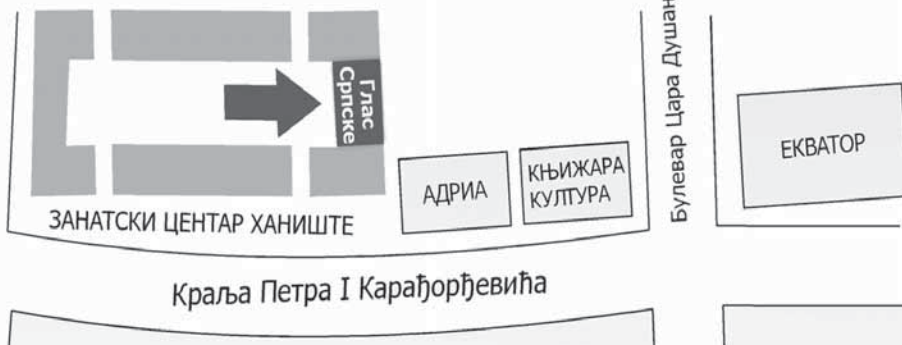 Глас
Српске
Булевар Цара Душана
ЕКВАТОР
АДРИА
КЊИЖАРА
КУЛТУРА
ЗАНАТСКИ ЦЕНТАР ХАНИШТЕ
Краља Петра I Карађорђевића